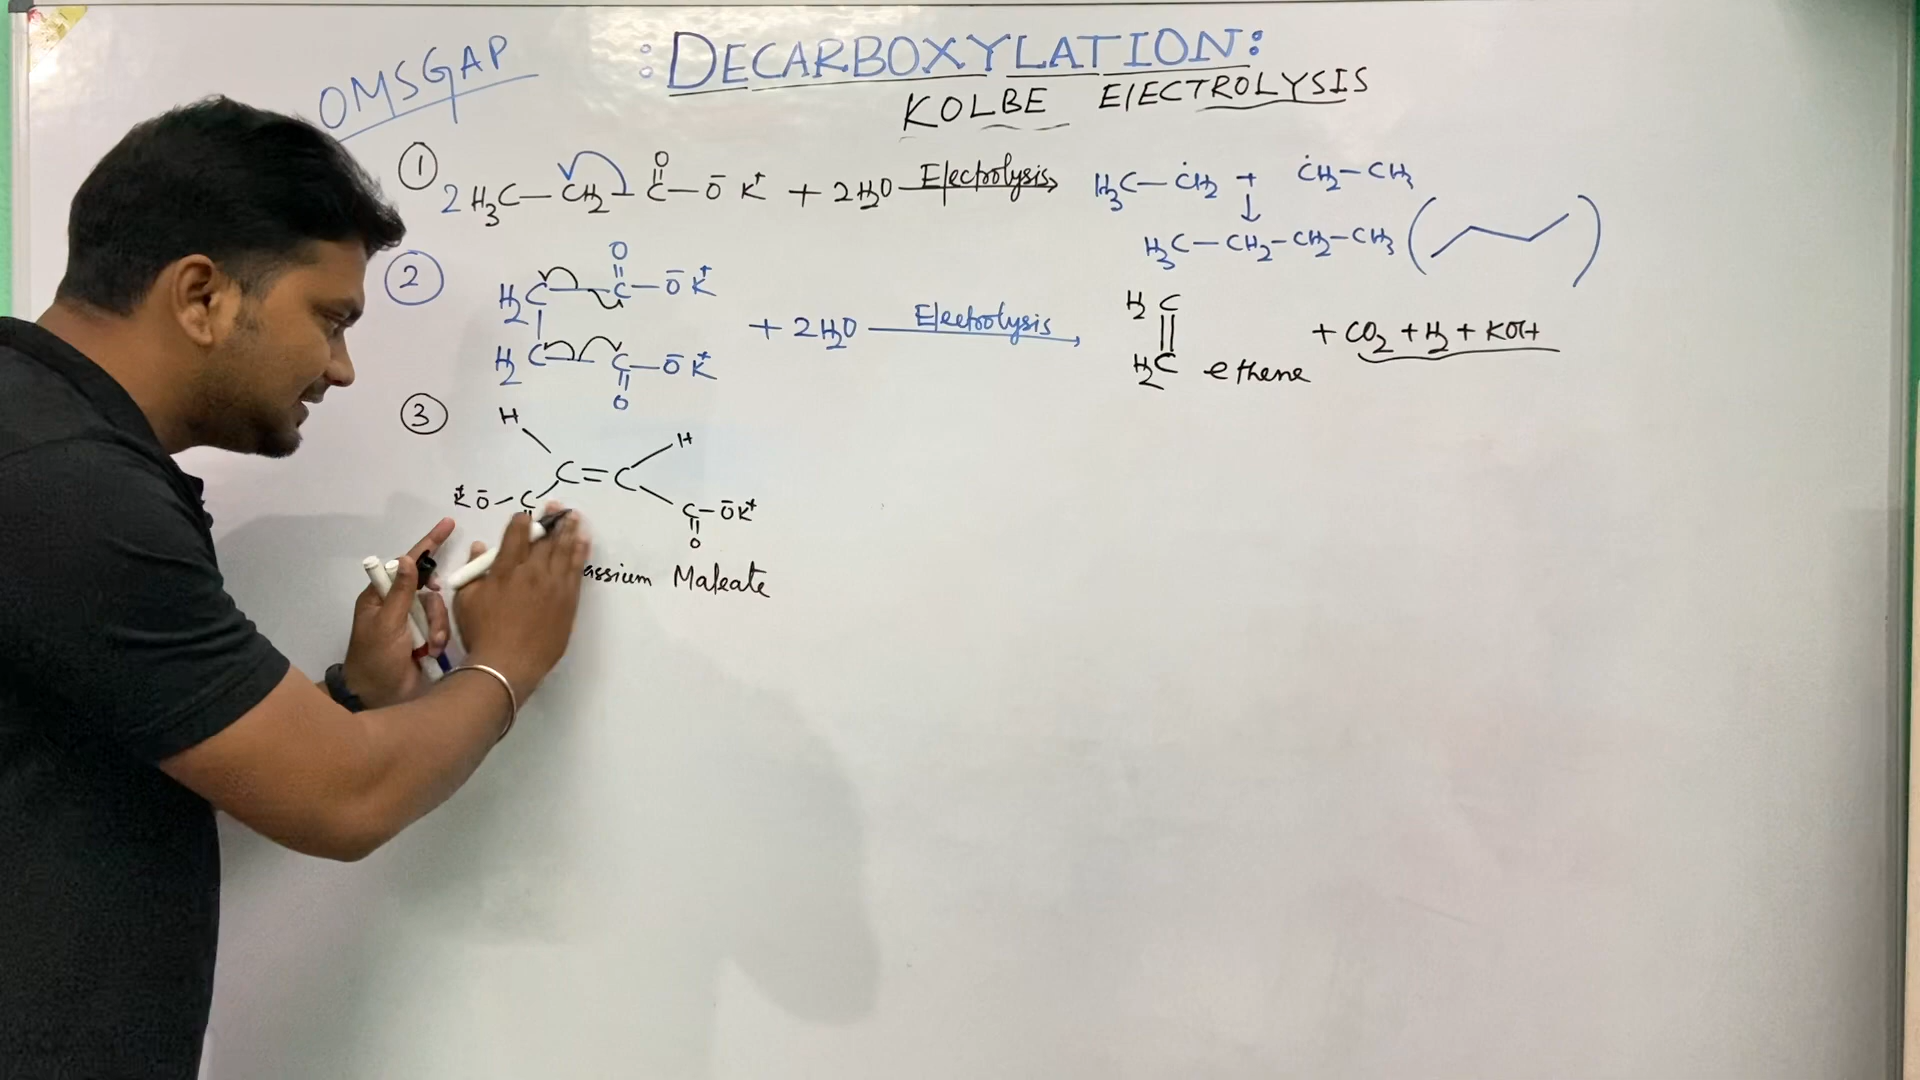 OMSGAP
: DECARBOXYLATION:
KOLBE ElECTROLYSIS
① 2 H₃C—CH₂—C(=O)—Ō K⁺ + 2H₂O —Electrolysis→ H₃C—ĊH₂ + ĊH₂—CH₃
↓
H₃C—CH₂—CH₂—CH₃ ( )
②
O
H₂C—C—Ō K⁺
+ 2H₂O —Electrolysis→
H₂C—C—Ō K⁺
O
H₂C
||
H₂C ethene
+ CO₂ + H₂ + KOH
③
H H
C=C
K⁺Ō—C C—ŌK⁺
O
assium Maleate